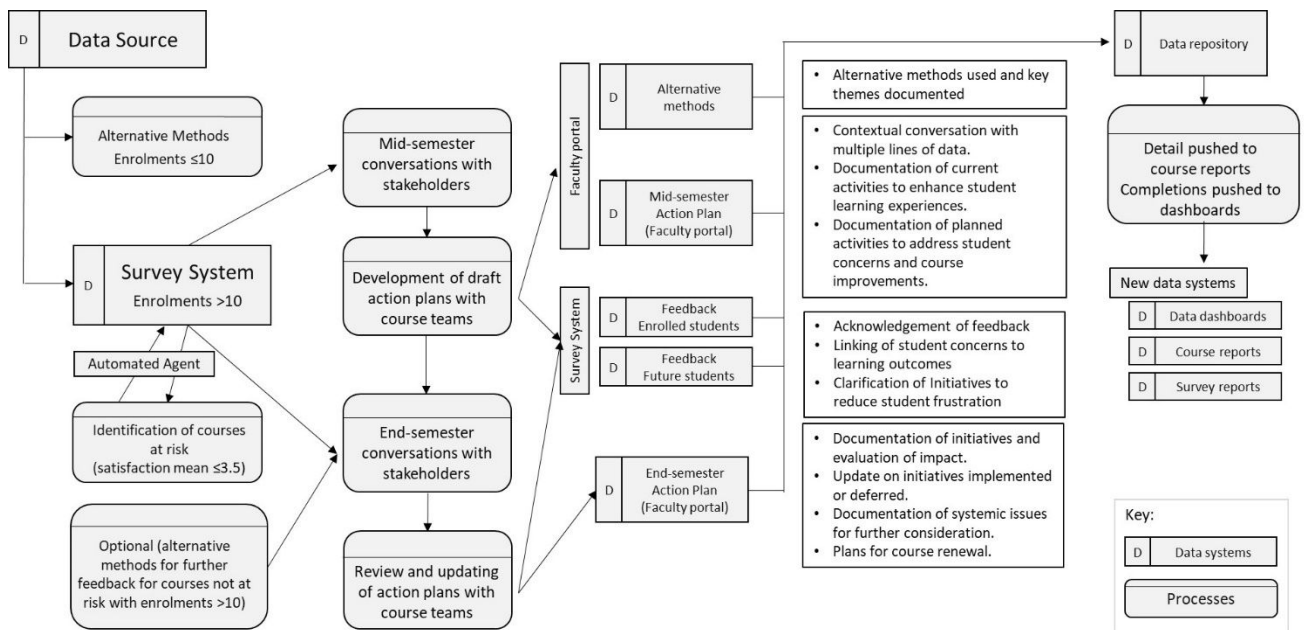 D
Data Source
Alternative Methods
Enrolments ≤10
D
Survey System
Enrolments >10
Automated Agent
Identification of courses
at risk
(satisfaction mean ≤3.5)
Optional (alternative
methods for further
feedback for courses not at
risk with enrolments >10)
Mid-semester
conversations with
stakeholders
Development of draft
action plans with
course teams
End-semester
conversations with
stakeholders
Review and updating
of action plans with
course teams
Faculty portal
D
Alternative
methods
D
Mid-semester
Action Plan
(Faculty portal)
Survey System
D
Feedback
Enrolled students
D
Feedback
Future students
D
End-semester
Action Plan
(Faculty portal)
• Alternative methods used and key
themes documented
• Contextual conversation with
multiple lines of data.
• Documentation of current
activities to enhance student
learning experiences.
• Documentation of planned
activities to address student
concerns and course
improvements.
• Acknowledgement of feedback
• Linking of student concerns to
learning outcomes
• Clarification of Initiatives to
reduce student frustration
• Documentation of initiatives and
evaluation of impact.
• Update on initiatives implemented
or deferred.
• Documentation of systemic issues
for further consideration.
• Plans for course renewal.
D
Data repository
Detail pushed to
course reports
Completions pushed to
dashboards
New data systems
D
Data dashboards
D
Course reports
D
Survey reports
Key:
D
Data systems
Processes